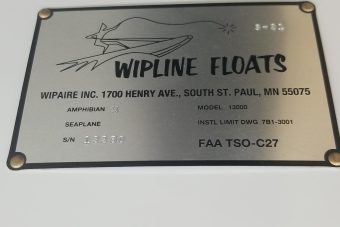 WIPLINE FLOATS
WIPAIRE INC. 1700 HENRY AVE., SOUTH ST. PAUL, MN 55075
AMPHIBIAN
MODEL 13000
SEAPLANE
INSTL LIMIT DWG 7B1-3001
S/N
FAA TSO-C27